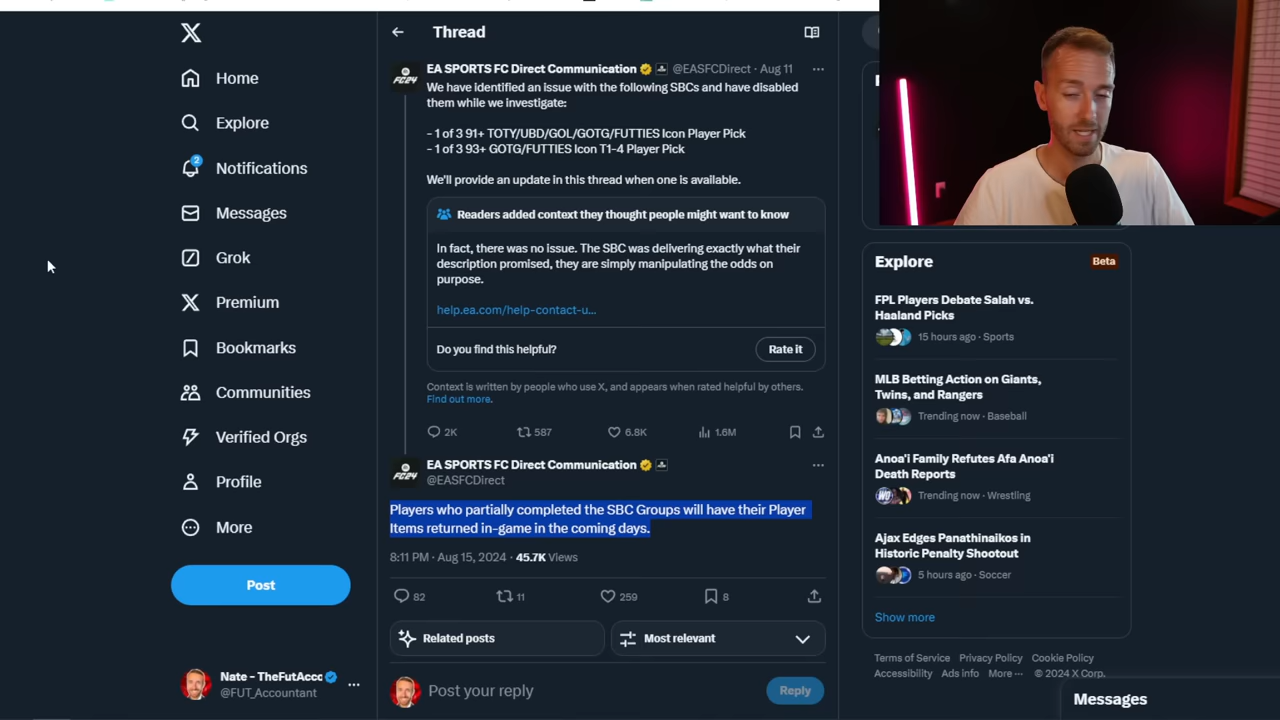 Home
Explore
Notifications
2
Messages
Grok
Premium
Bookmarks
Communities
Verified Orgs
Profile
More
Post
Nate - TheFutAcc
@FUT_Accountant
Thread
EA SPORTS FC Direct Communication @EASFCDirect · Aug 11
We have identified an issue with the following SBCs and have disabled
them while we investigate:
- 1 of 3 91+ TOTY/UBD/GOL/GOTG/FUTTIES Icon Player Pick
- 1 of 3 93+ GOTG/FUTTIES Icon T1-4 Player Pick
We'll provide an update in this thread when one is available.
Readers added context they thought people might want to know
In fact, there was no issue. The SBC was delivering exactly what their
description promised, they are simply manipulating the odds on
purpose.
help.ea.com/help-contact-u...
Do you find this helpful?
Rate it
Context is written by people who use X, and appears when rated helpful by others.
Find out more.
2K 587 6.8K 1.6M
EA SPORTS FC Direct Communication
@EASFCDirect
Players who partially completed the SBC Groups will have their Player
Items returned in-game in the coming days.
8:11 PM · Aug 15, 2024 · 45.7K Views
82 11 259 8
Related posts
Most relevant
Post your reply
Reply
Explore
Beta
FPL Players Debate Salah vs.
Haaland Picks
15 hours ago · Sports
MLB Betting Action on Giants,
Twins, and Rangers
Trending now · Baseball
Anoa'i Family Refutes Afa Anoa'i
Death Reports
Trending now · Wrestling
Ajax Edges Panathinaikos in
Historic Penalty Shootout
5 hours ago · Soccer
Show more
Terms of Service Privacy Policy Cookie Policy
Accessibility Ads info More ··· © 2024 X Corp.
Messages